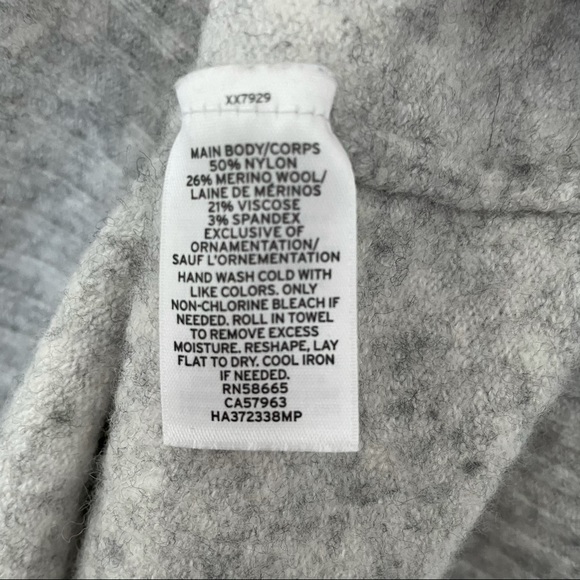 XX7929
MAIN BODY/CORPS
50% NYLON
26% MERINO WOOL/
LAINE DE MÉRINOS
21% VISCOSE
3% SPANDEX
EXCLUSIVE OF
ORNAMENTATION/
SAUF L'ORNEMENTATION
HAND WASH COLD WITH
LIKE COLORS. ONLY
NON-CHLORINE BLEACH IF
NEEDED. ROLL IN TOWEL
TO REMOVE EXCESS
MOISTURE. RESHAPE, LAY
FLAT TO DRY. COOL IRON
IF NEEDED.
RN58665
CA57963
HA372338MP